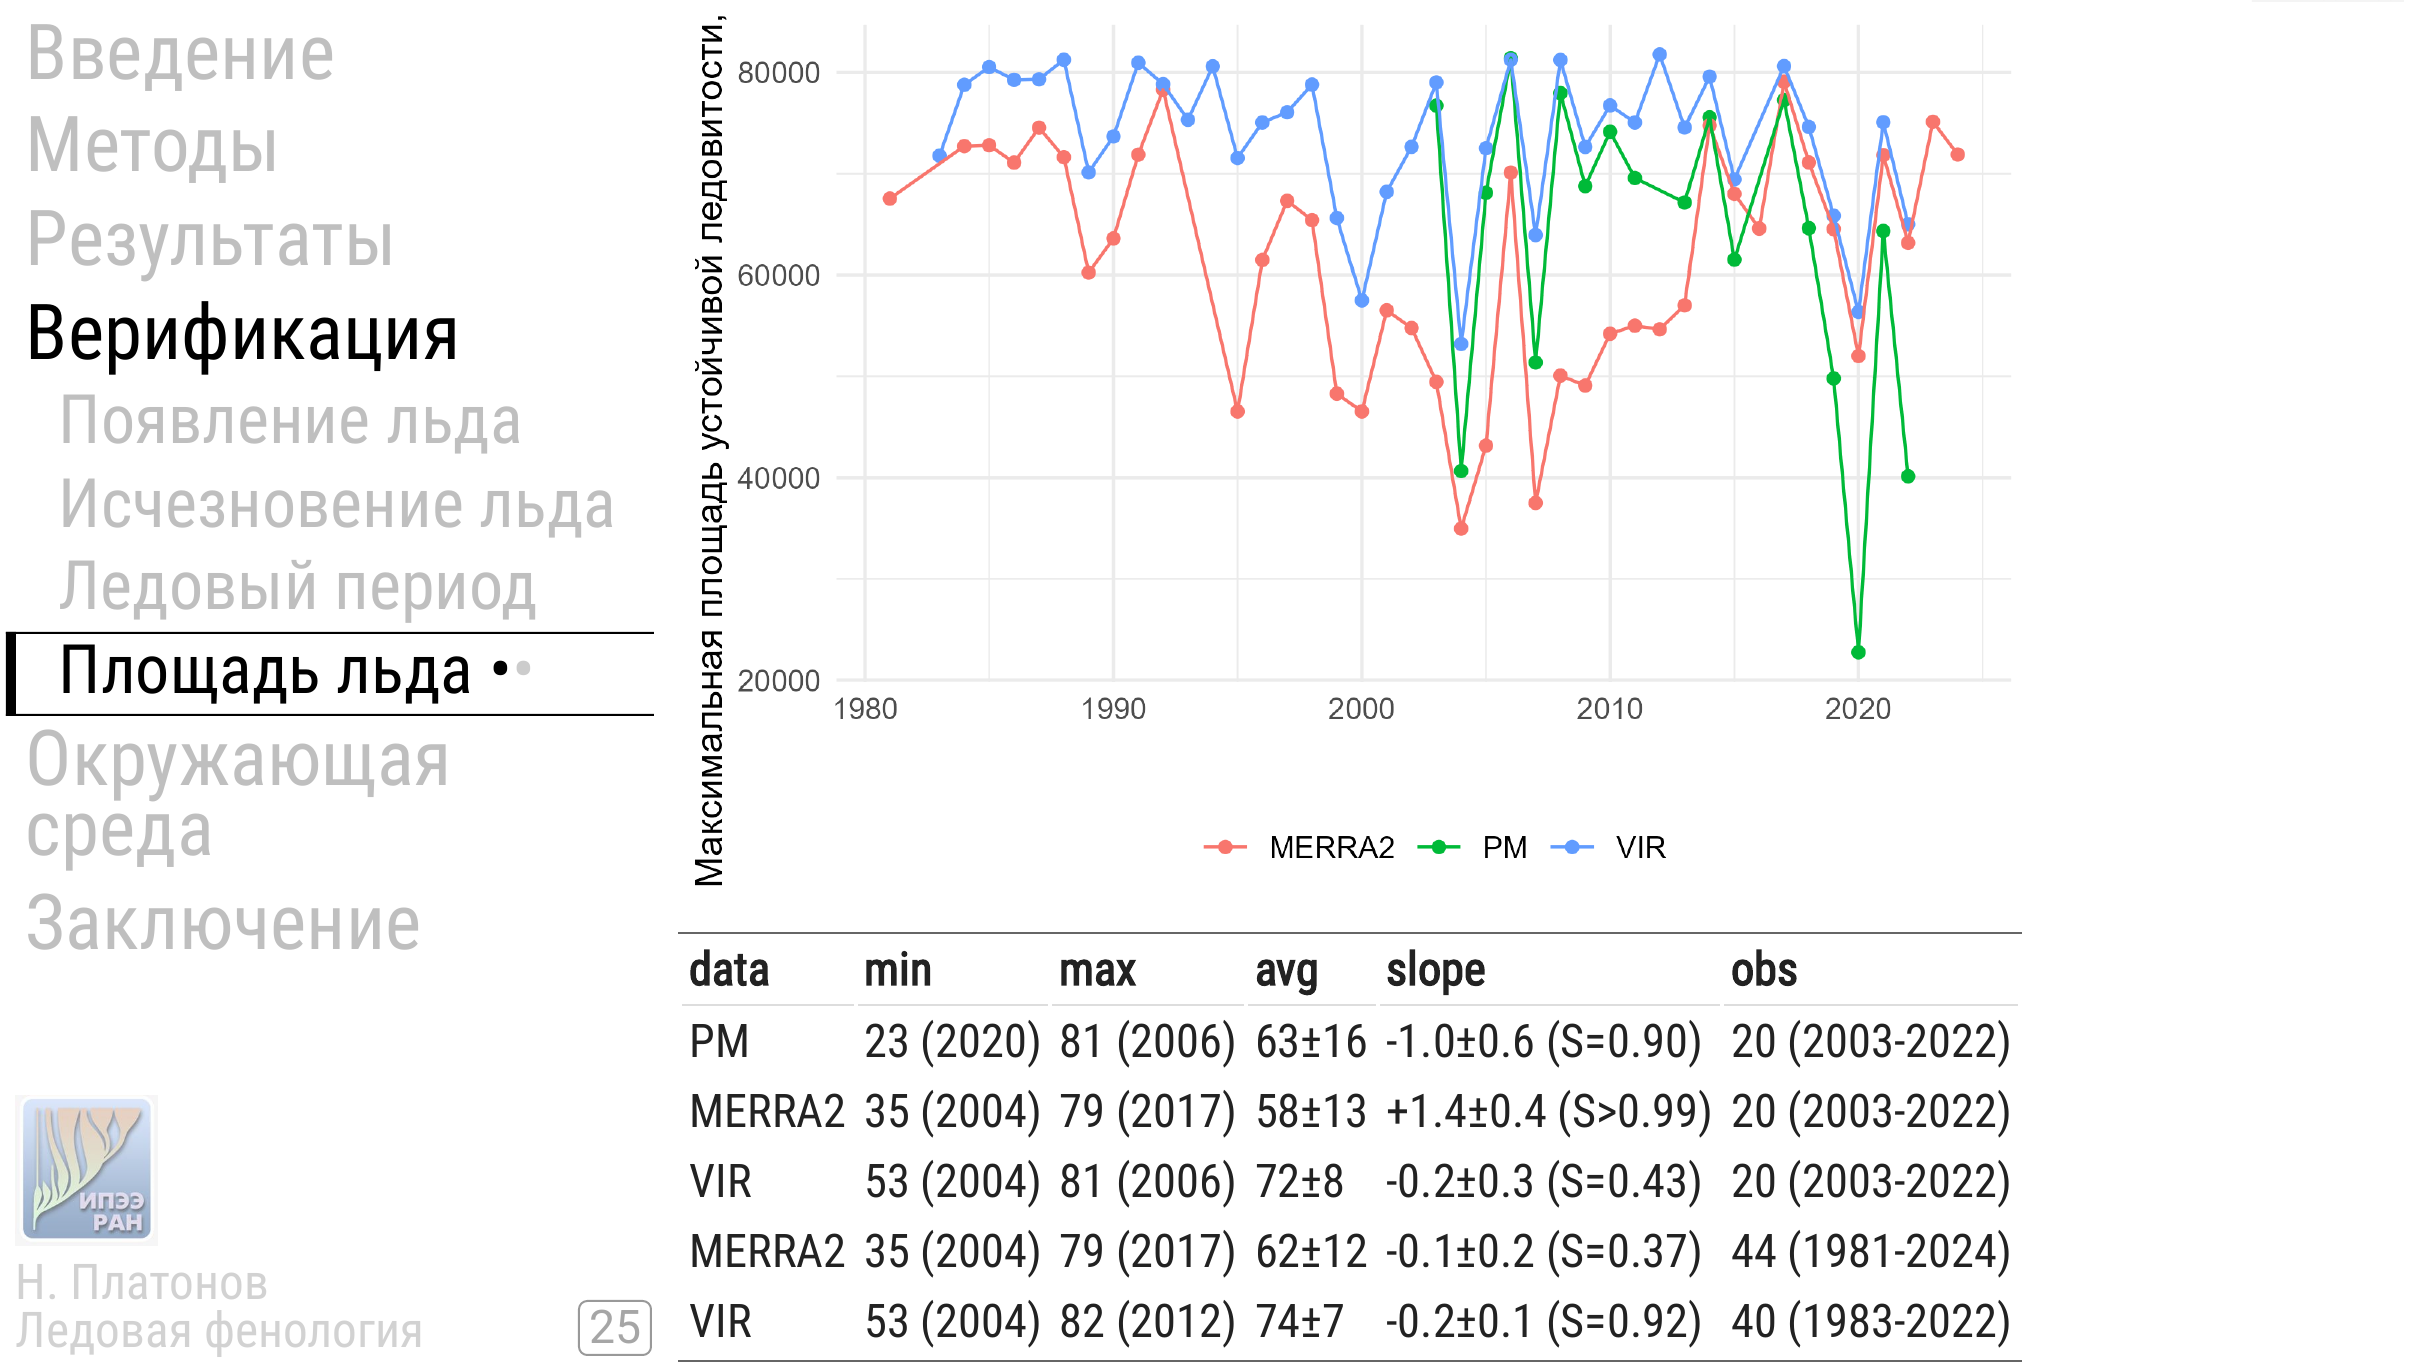 Введение
Методы
Результаты
Верификация
Появление льда
Исчезновение льда
Ледовый период
Площадь льда
Окружающая
среда
Заключение
ИПЭЭ
РАН
Н. Платонов
Ледовая фенология
25
Максимальная площадь устойчивой ледовитости,
80000
60000
40000
20000
1980 1990 2000 2010 2020
MERRA2 PM VIR
data min max avg slope obs
PM 23 (2020) 81 (2006) 63±16 -1.0±0.6 (S=0.90) 20 (2003-2022)
MERRA2 35 (2004) 79 (2017) 58±13 +1.4±0.4 (S>0.99) 20 (2003-2022)
VIR 53 (2004) 81 (2006) 72±8 -0.2±0.3 (S=0.43) 20 (2003-2022)
MERRA2 35 (2004) 79 (2017) 62±12 -0.1±0.2 (S=0.37) 44 (1981-2024)
VIR 53 (2004) 82 (2012) 74±7 -0.2±0.1 (S=0.92) 40 (1983-2022)